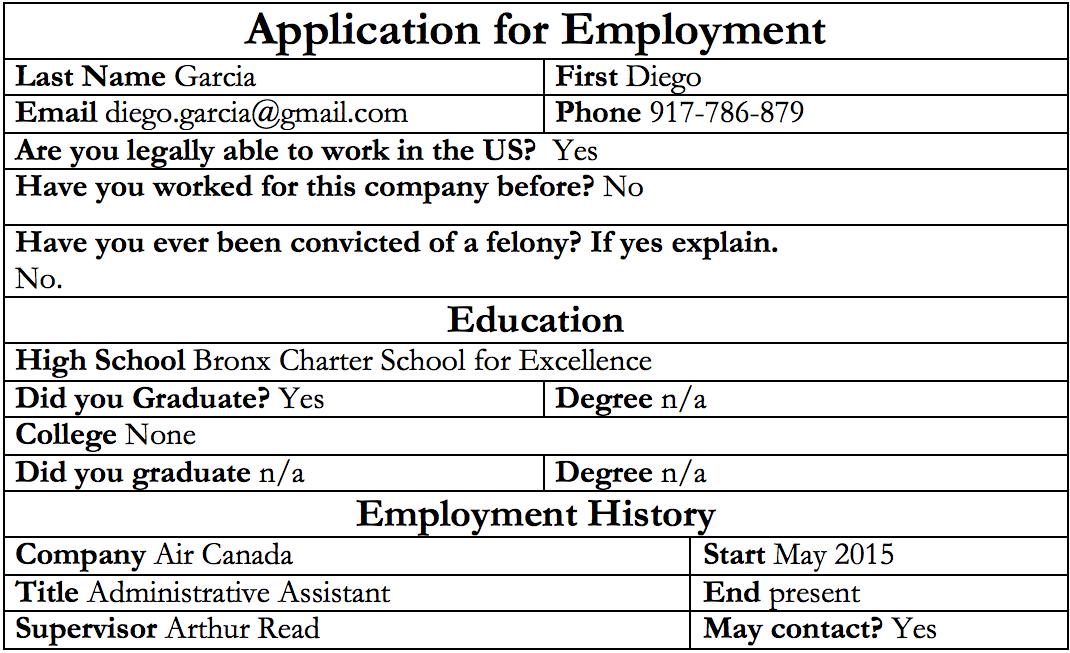 Application for Employment
Last Name Garcia First Diego
Email diego.garcia@gmail.com Phone 917-786-879
Are you legally able to work in the US? Yes
Have you worked for this company before? No
Have you ever been convicted of a felony? If yes explain.
No.
Education
High School Bronx Charter School for Excellence
Did you Graduate? Yes Degree n/a
College None
Did you graduate n/a Degree n/a
Employment History
Company Air Canada Start May 2015
Title Administrative Assistant End present
Supervisor Arthur Read May contact? Yes